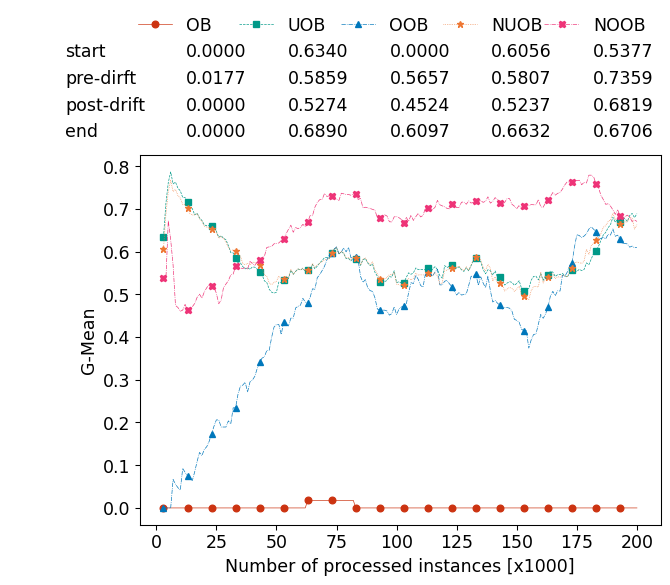 OB UOB OOB NUOB NOOB
start 0.0000 0.6340 0.0000 0.6056 0.5377
pre-dirft 0.0177 0.5859 0.5657 0.5807 0.7359
post-drift 0.0000 0.5274 0.4524 0.5237 0.6819
end 0.0000 0.6890 0.6097 0.6632 0.6706
0.8
0.7
0.6
0.5
0.4
0.3
0.2
0.1
0.0
G-Mean
0 25 50 75 100 125 150 175 200
Number of processed instances [x1000]